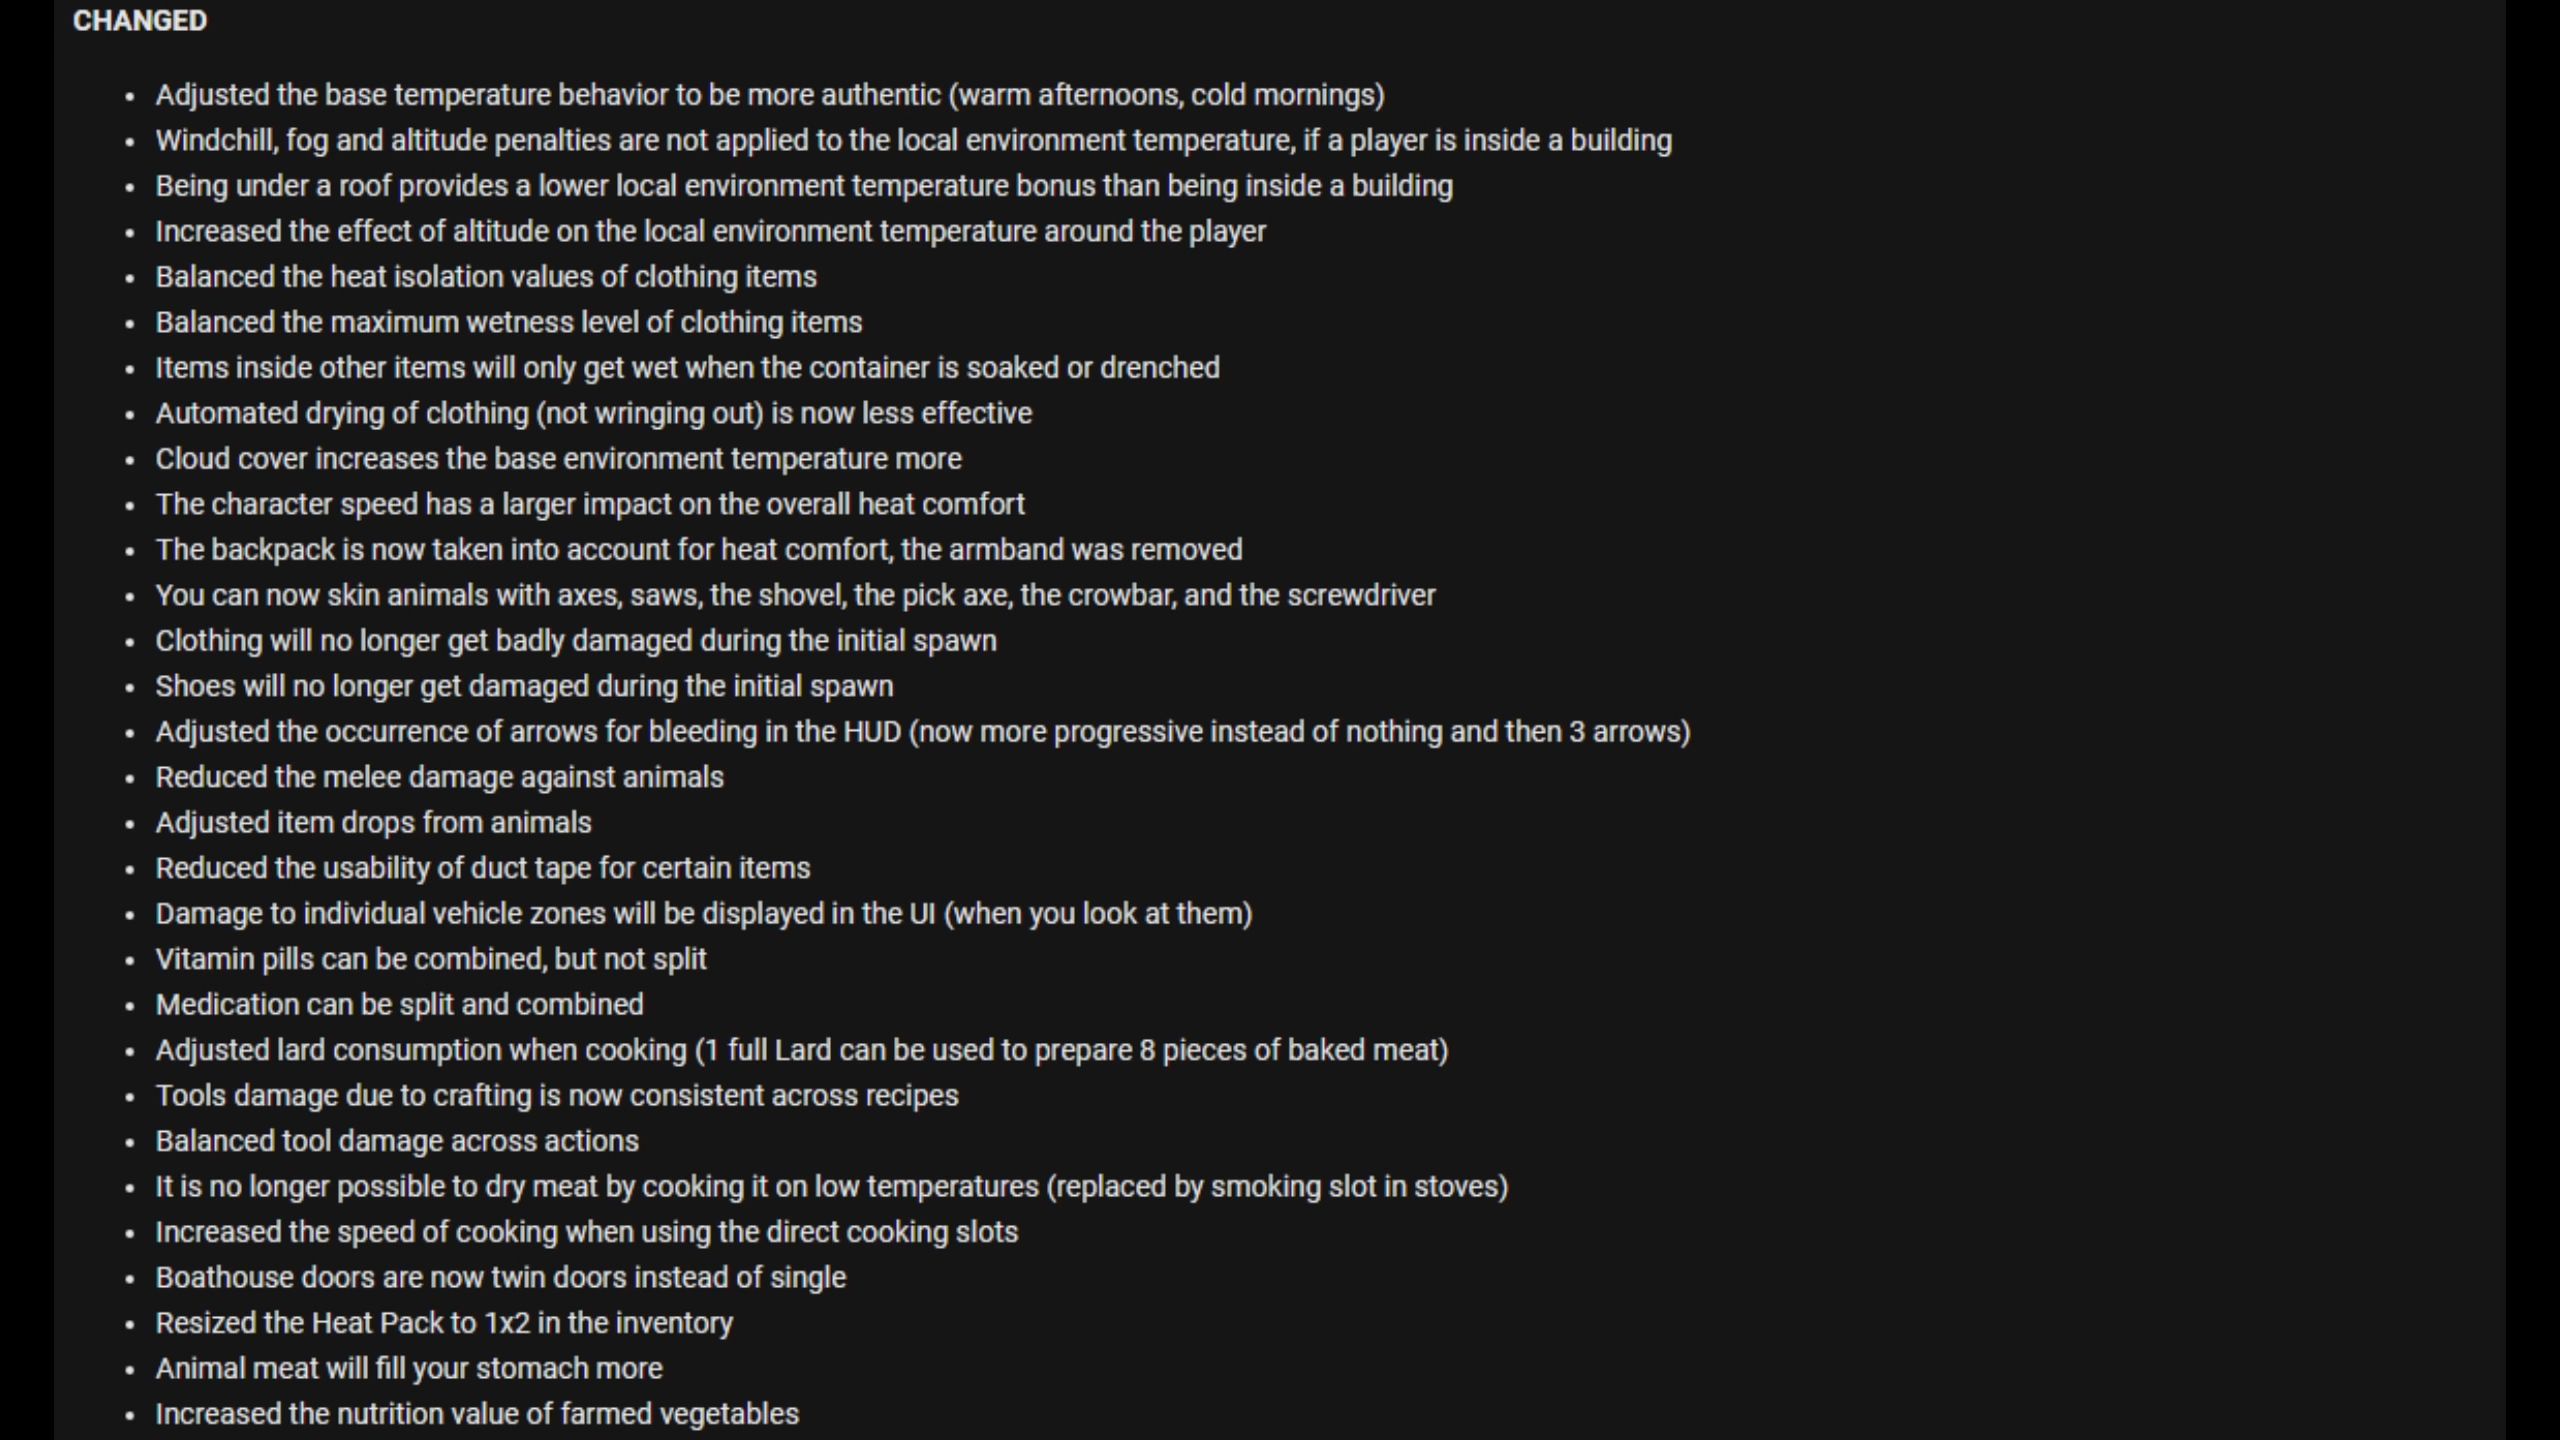 CHANGED
• Adjusted the base temperature behavior to be more authentic (warm afternoons, cold mornings)
• Windchill, fog and altitude penalties are not applied to the local environment temperature, if a player is inside a building
• Being under a roof provides a lower local environment temperature bonus than being inside a building
• Increased the effect of altitude on the local environment temperature around the player
• Balanced the heat isolation values of clothing items
• Balanced the maximum wetness level of clothing items
• Items inside other items will only get wet when the container is soaked or drenched
• Automated drying of clothing (not wringing out) is now less effective
• Cloud cover increases the base environment temperature more
• The character speed has a larger impact on the overall heat comfort
• The backpack is now taken into account for heat comfort, the armband was removed
• You can now skin animals with axes, saws, the shovel, the pick axe, the crowbar, and the screwdriver
• Clothing will no longer get badly damaged during the initial spawn
• Shoes will no longer get damaged during the initial spawn
• Adjusted the occurrence of arrows for bleeding in the HUD (now more progressive instead of nothing and then 3 arrows)
• Reduced the melee damage against animals
• Adjusted item drops from animals
• Reduced the usability of duct tape for certain items
• Damage to individual vehicle zones will be displayed in the UI (when you look at them)
• Vitamin pills can be combined, but not split
• Medication can be split and combined
• Adjusted lard consumption when cooking (1 full Lard can be used to prepare 8 pieces of baked meat)
• Tools damage due to crafting is now consistent across recipes
• Balanced tool damage across actions
• It is no longer possible to dry meat by cooking it on low temperatures (replaced by smoking slot in stoves)
• Increased the speed of cooking when using the direct cooking slots
• Boathouse doors are now twin doors instead of single
• Resized the Heat Pack to 1x2 in the inventory
• Animal meat will fill your stomach more
• Increased the nutrition value of farmed vegetables